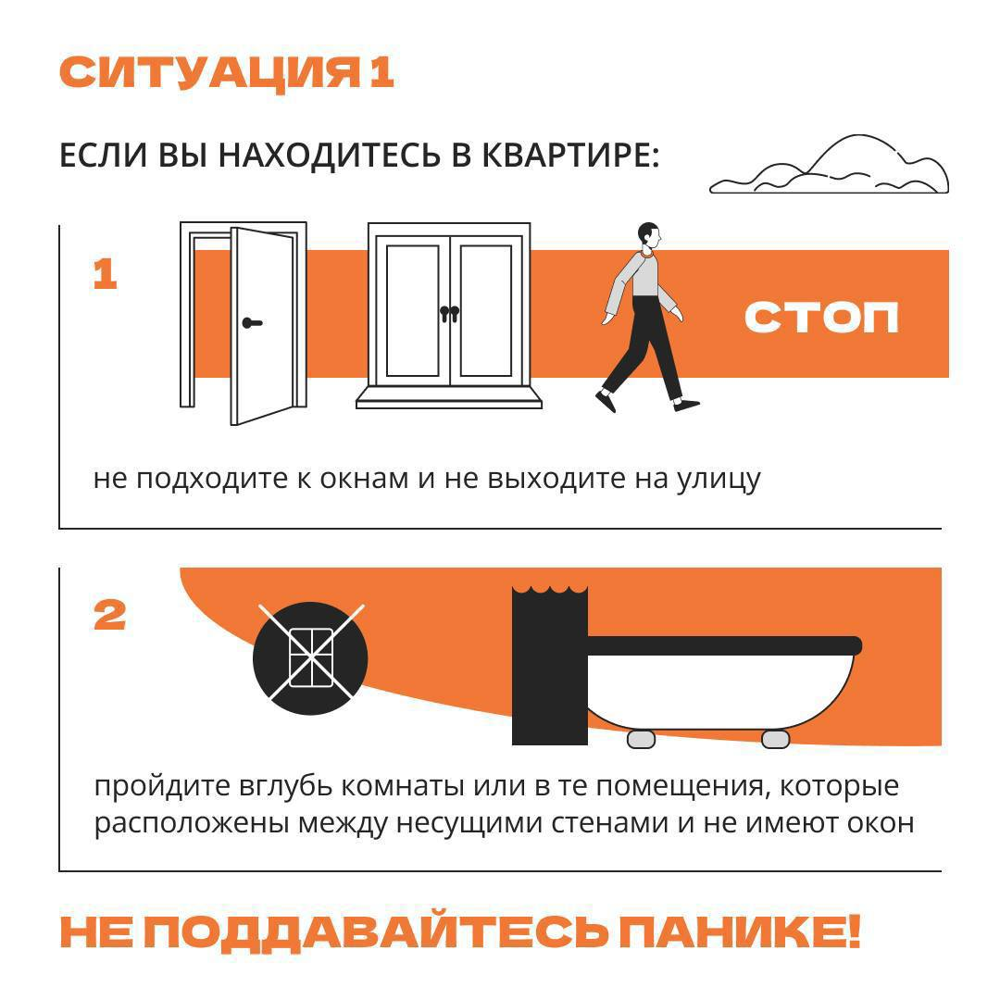 СИТУАЦИЯ 1
ЕСЛИ ВЫ НАХОДИТЕСЬ В КВАРТИРЕ:
1
СТОП
не подходите к окнам и не выходите на улицу
2
пройдите вглубь комнаты или в те помещения, которые
расположены между несущими стенами и не имеют окон
НЕ ПОДДАВАЙТЕСЬ ПАНИКЕ!